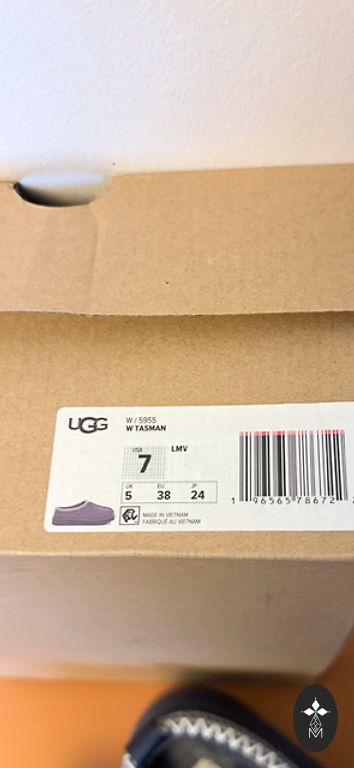 UGG
W / 5955
W TASMAN
USA
7
LMV
UK EU JP
5 38 24
MADE IN VIETNAM
FABRIQUÉ AU VIETNAM
1 96565 78672
M